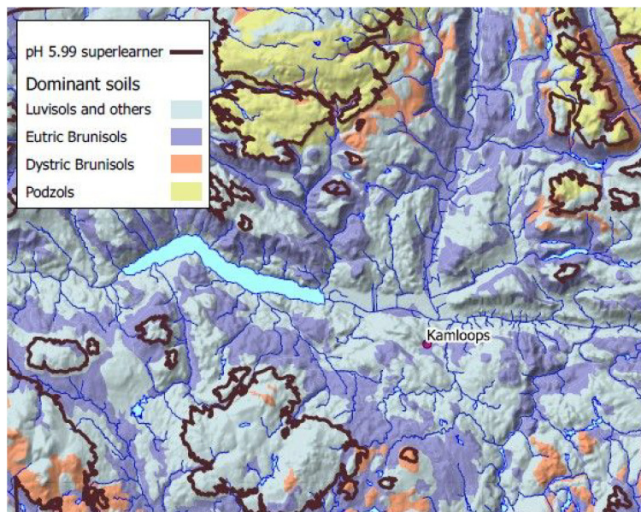 pH 5.99 superlearner
Dominant soils
Luvisols and others
Eutric Brunisols
Dystric Brunisols
Podzols
Kamloops